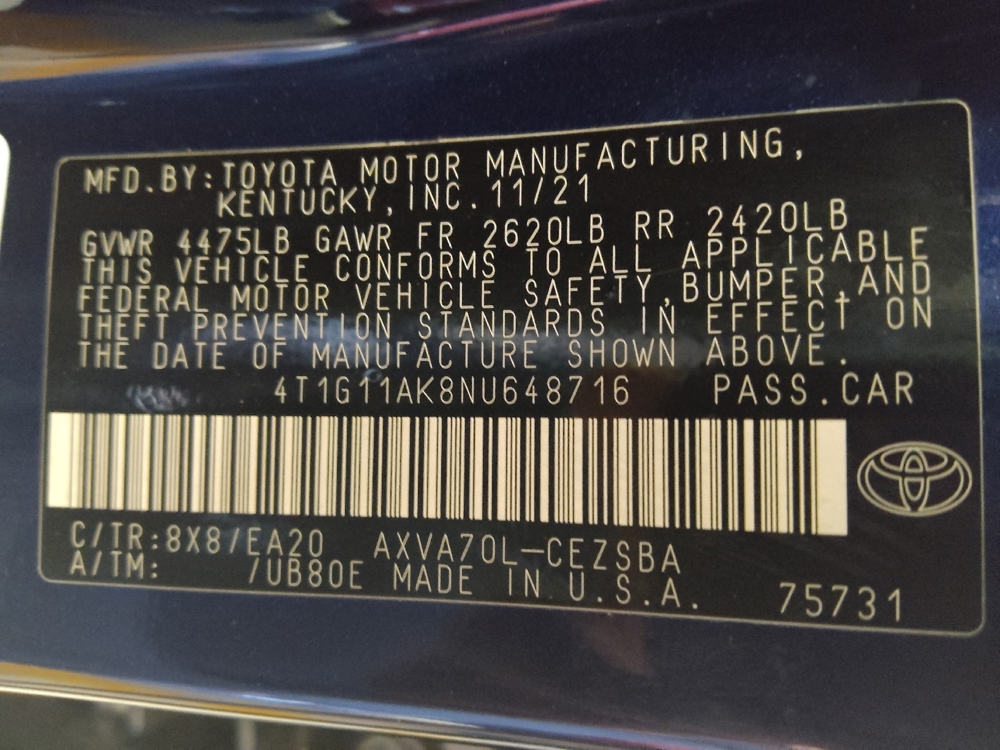 MFD.BY:TOYOTA MOTOR MANUFACTURING,
KENTUCKY,INC.11/21
GVWR 4475LB GAWR FR 2620LB RR 2420LB
THIS VEHICLE CONFORMS TO ALL APPLICABLE
FEDERAL MOTOR VEHICLE SAFETY,BUMPER,AND
THEFT PREVENTION STANDARDS IN EFFECT ON
THE DATE OF MANUFACTURE SHOWN ABOVE.
4T1G11AK8NU648716 PASS.CAR
C/TR:8X8/EA20 AXVA70L-CEZSBA
A/TM: /UB80E MADE IN U.S.A. 75731